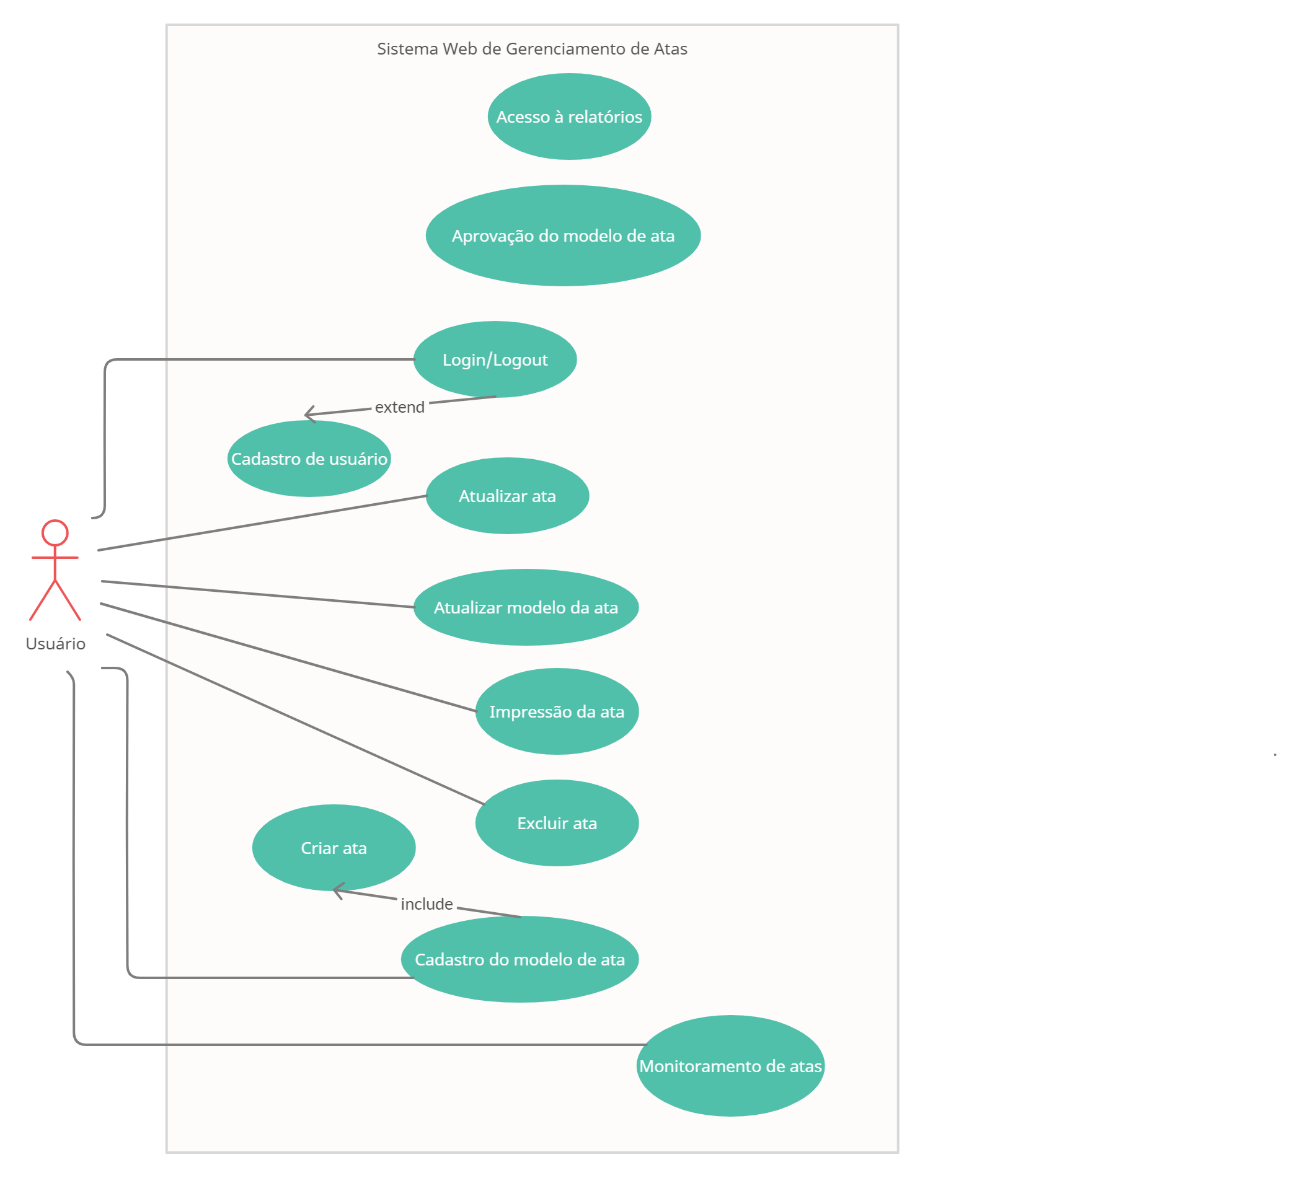 Sistema Web de Gerenciamento de Atas
Acesso à relatórios
Aprovação do modelo de ata
Login/Logout
extend
Cadastro de usuário
Atualizar ata
Atualizar modelo da ata
Usuário
Impressão da ata
Excluir ata
Criar ata
include
Cadastro do modelo de ata
Monitoramento de atas